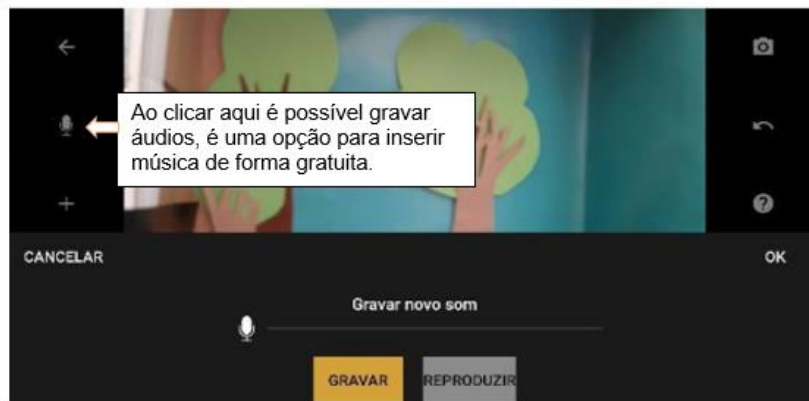 Ao clicar aqui é possível gravar
áudios, é uma opção para inserir
música de forma gratuita.
CANCELAR
OK
Gravar novo som
GRAVAR
REPRODUZIR